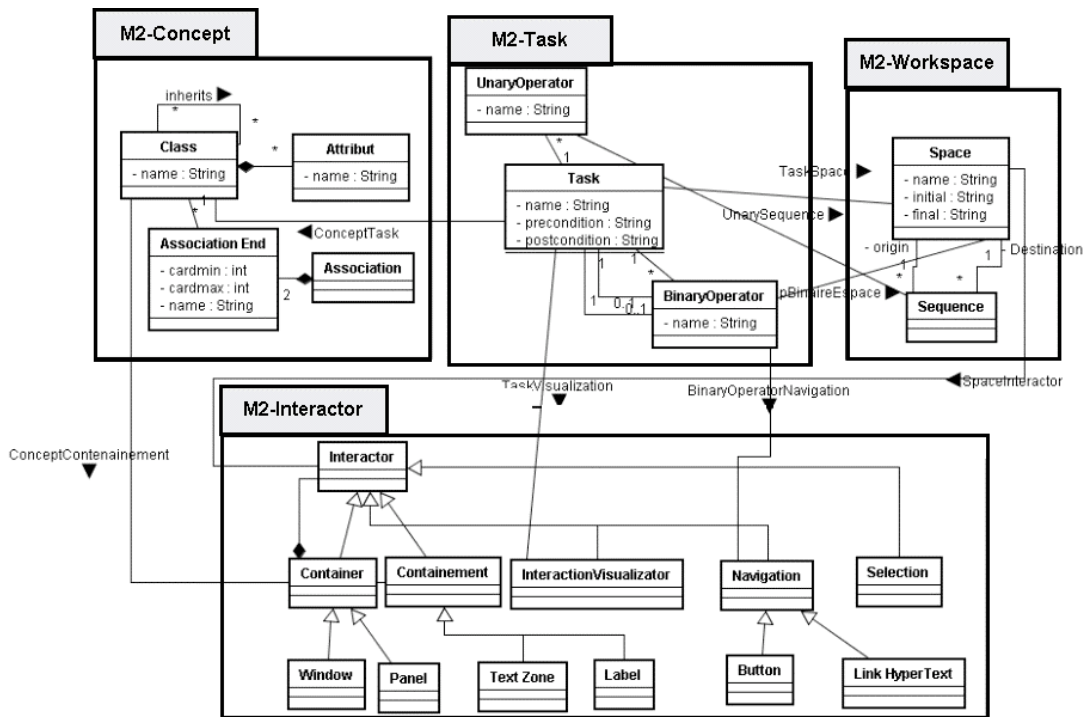 M2-Concept
inherits
*
*
Class
- name : String
*
Attribut
- name : String
1
*
Association End
- cardmin : int
- cardmax : int
- name : String
2
Association
ConceptTask
M2-Task
UnaryOperator
- name : String
*
1
Task
- name : String
- precondition : String
- postcondition : String
1
1
1
*
1
0..1
0..1
BinaryOperator
- name : String
M2-Workspace
TaskSpace
UnarySequence
Space
- name : String
- initial : String
- final : String
- origin
- Destination
1
1
*
*
pBinaireEspace
Sequence
SpaceInteractor
TaskVisualization
BinaryOperatorNavigation
ConceptContenainement
M2-Interactor
Interactor
Container
Containement
InteractionVisualizator
Navigation
Selection
Window
Panel
Text Zone
Label
Button
Link HyperText